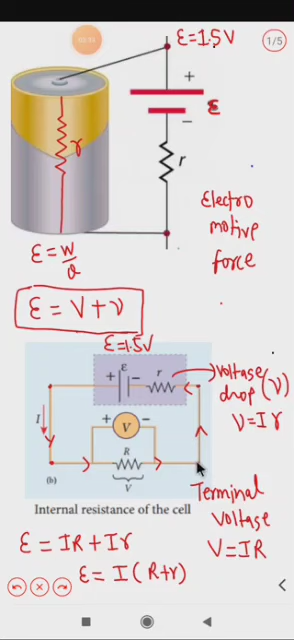 ε=1.5V
1/5
+
ε
−
r
r
Electro
motive
force
ε = W/Q
ε = V + ν
ε=1.5V
ε
r
+
−
Voltage
drop (ν)
ν = Ir
I
+
V
−
R
V
(b)
Internal resistance of the cell
Terminal
Voltage
V = IR
ε = IR + Ir
ε = I (R+r)